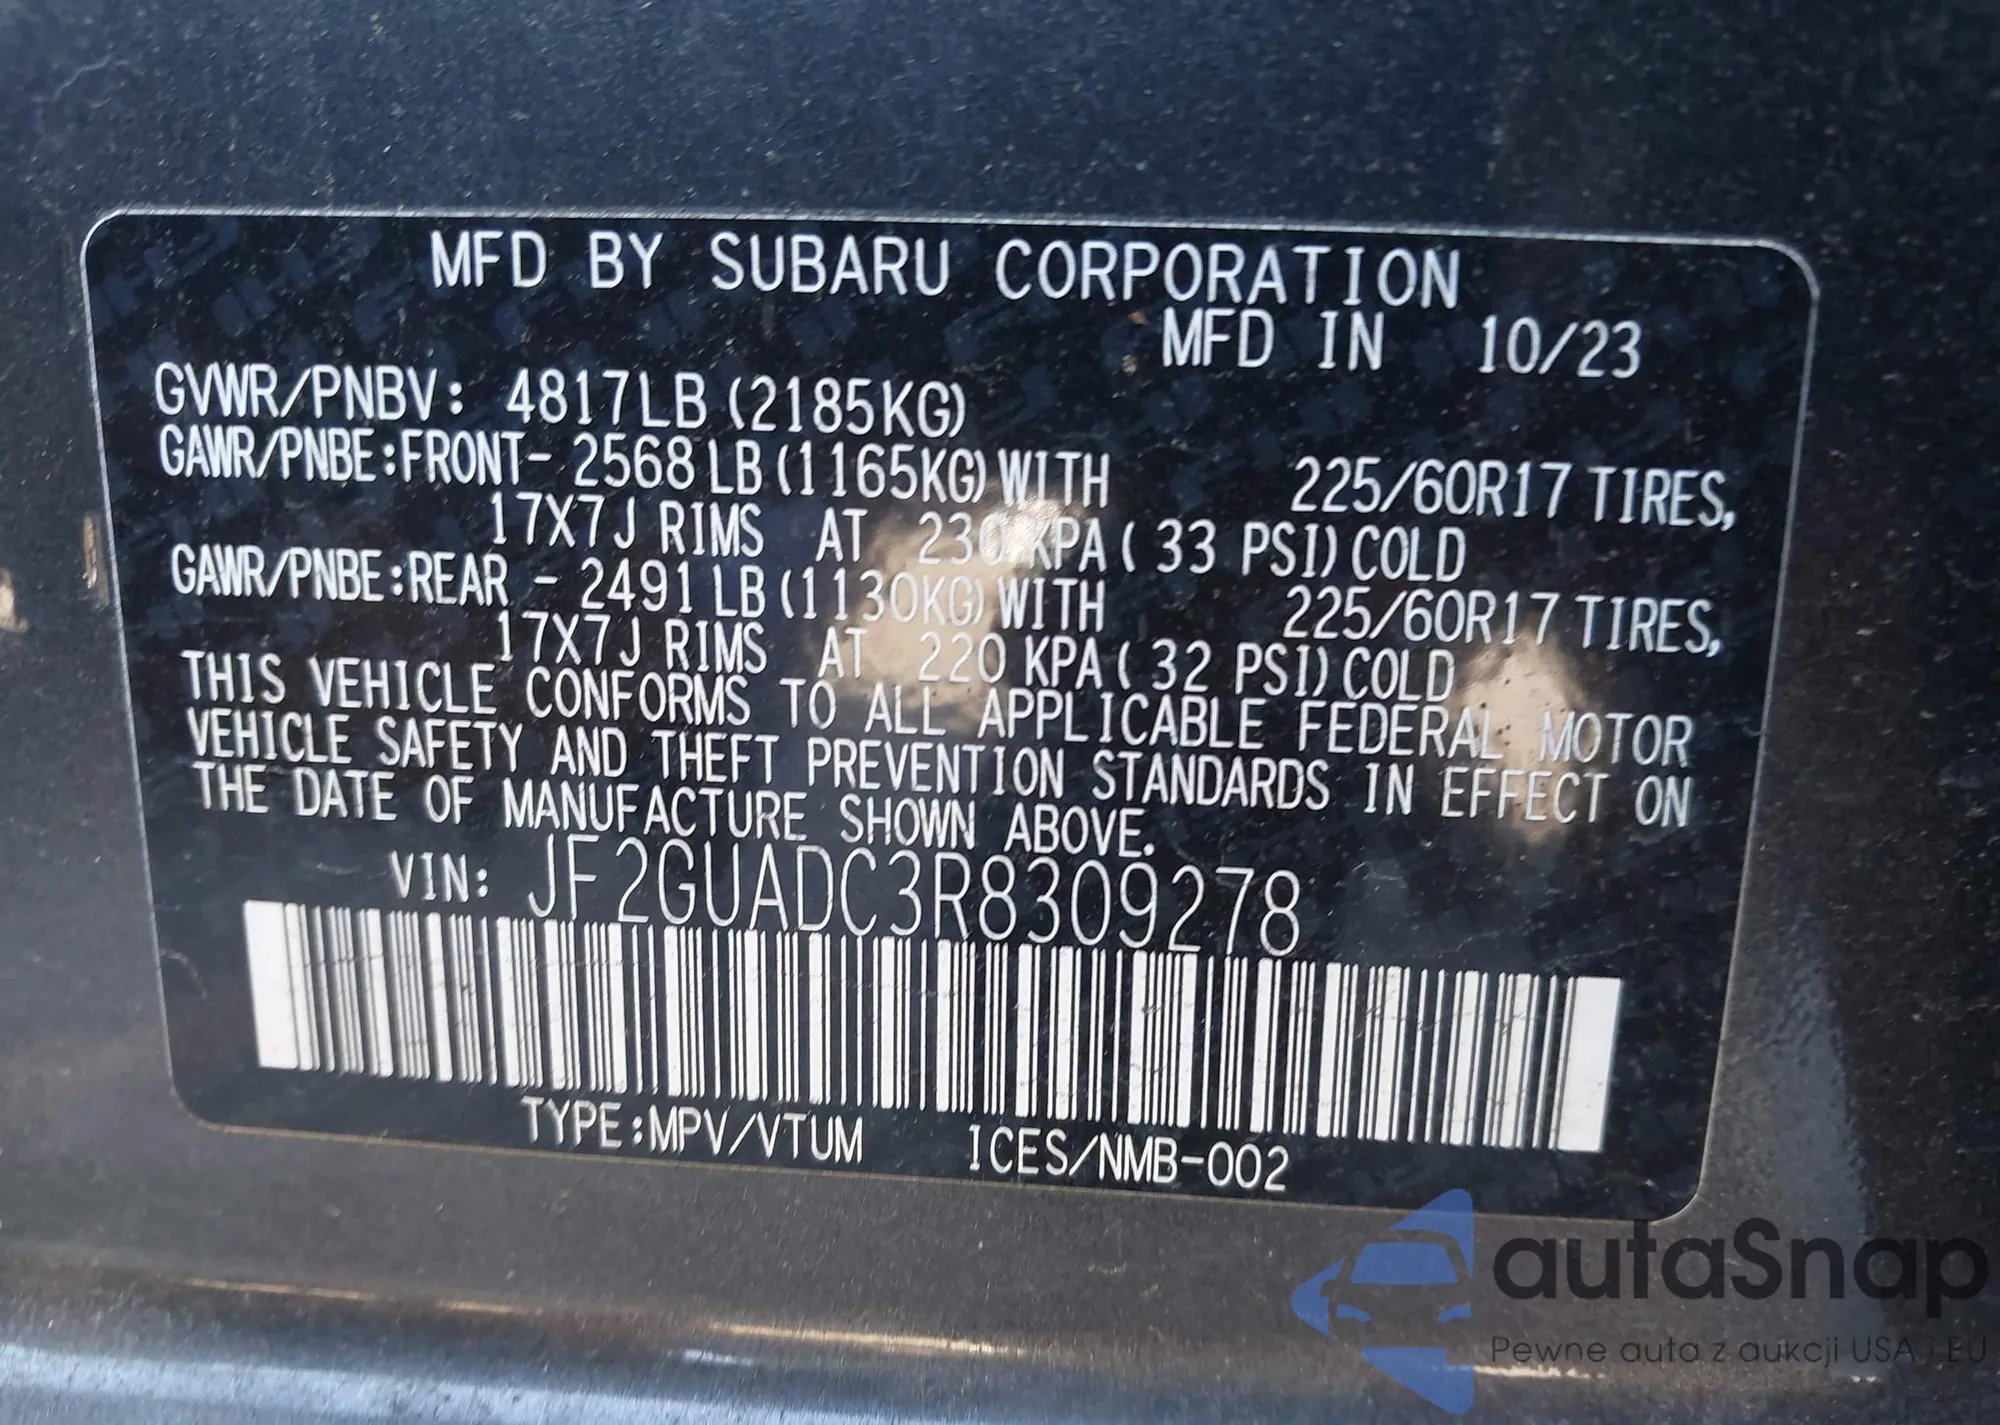 MFD BY SUBARU CORPORATION
MFD IN 10/23
GVWR/PNBV: 4817LB (2185KG)
GAWR/PNBE:FRONT- 2568 LB (1165KG) WITH 225/60R17 TIRES,
17X7J RIMS AT 230 KPA ( 33 PSI) COLD
GAWR/PNBE:REAR - 2491 LB (1130KG) WITH 225/60R17 TIRES,
17X7J RIMS AT 220 KPA ( 32 PSI) COLD
THIS VEHICLE CONFORMS TO ALL APPLICABLE FEDERAL MOTOR
VEHICLE SAFETY AND THEFT PREVENTION STANDARDS IN EFFECT ON
THE DATE OF MANUFACTURE SHOWN ABOVE.
VIN: JF2GUADC3R8309278
TYPE:MPV/VTUM ICES/NMB-002
autaSnap
Pewne auta z aukcji USA i EU